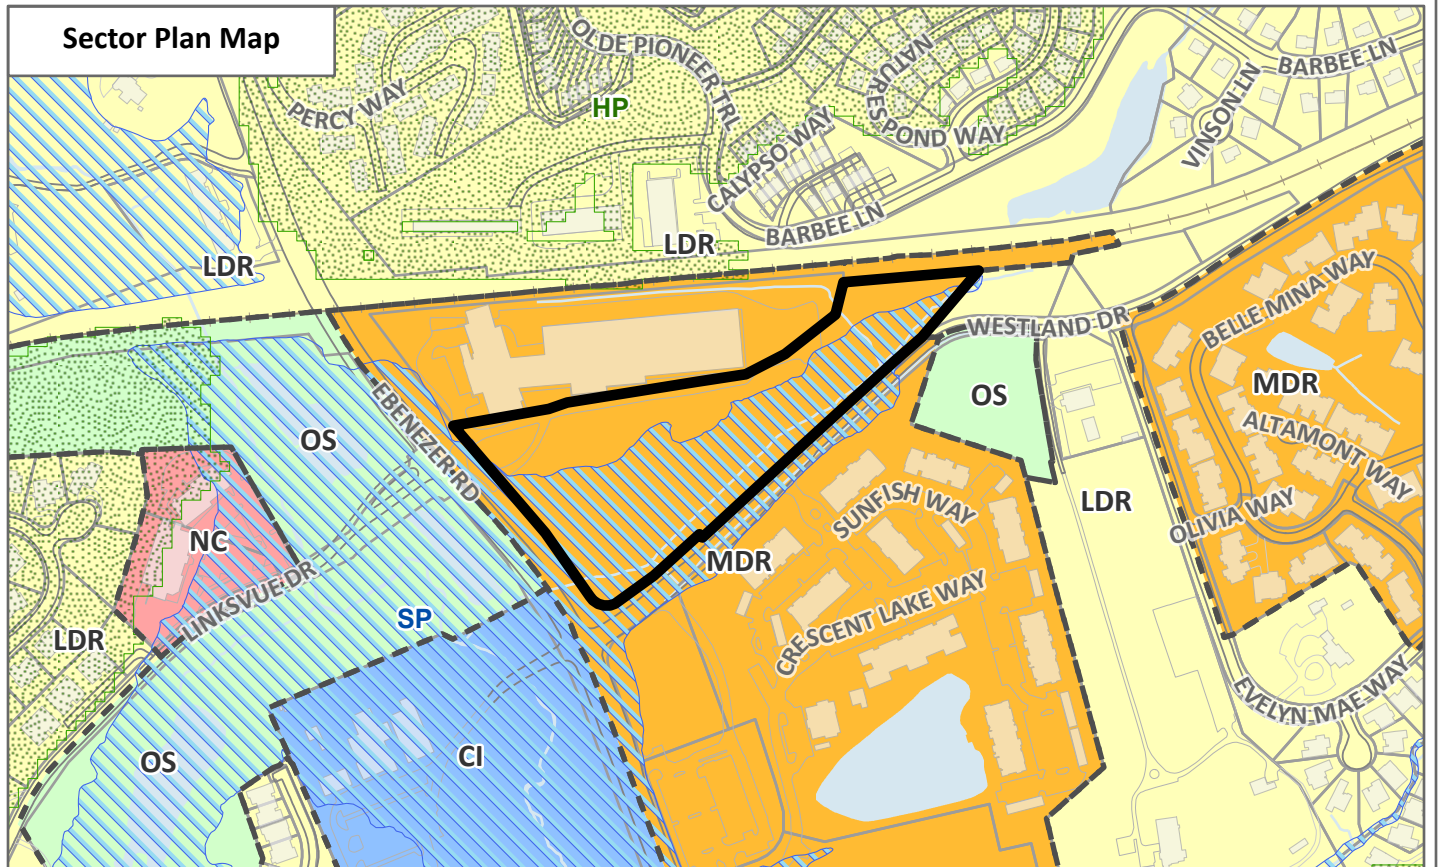 Sector Plan Map
OLDE PIONEER TRL
NATURES POND WAY
BARBEE LN
VINSON LN
PERCY WAY
HP
CALYPSO WAY
BARBEE LN
LDR
LDR
WESTLAND DR
BELLE MINA WAY
MDR
OS
EBENEZER RD
OS
ALTAMONT WAY
SUNFISH WAY
LDR
OLIVIA WAY
NC
MDR
LINKSVUE DR
SP
CRESCENT LAKE WAY
LDR
EVELYN MAE WAY
OS
CI